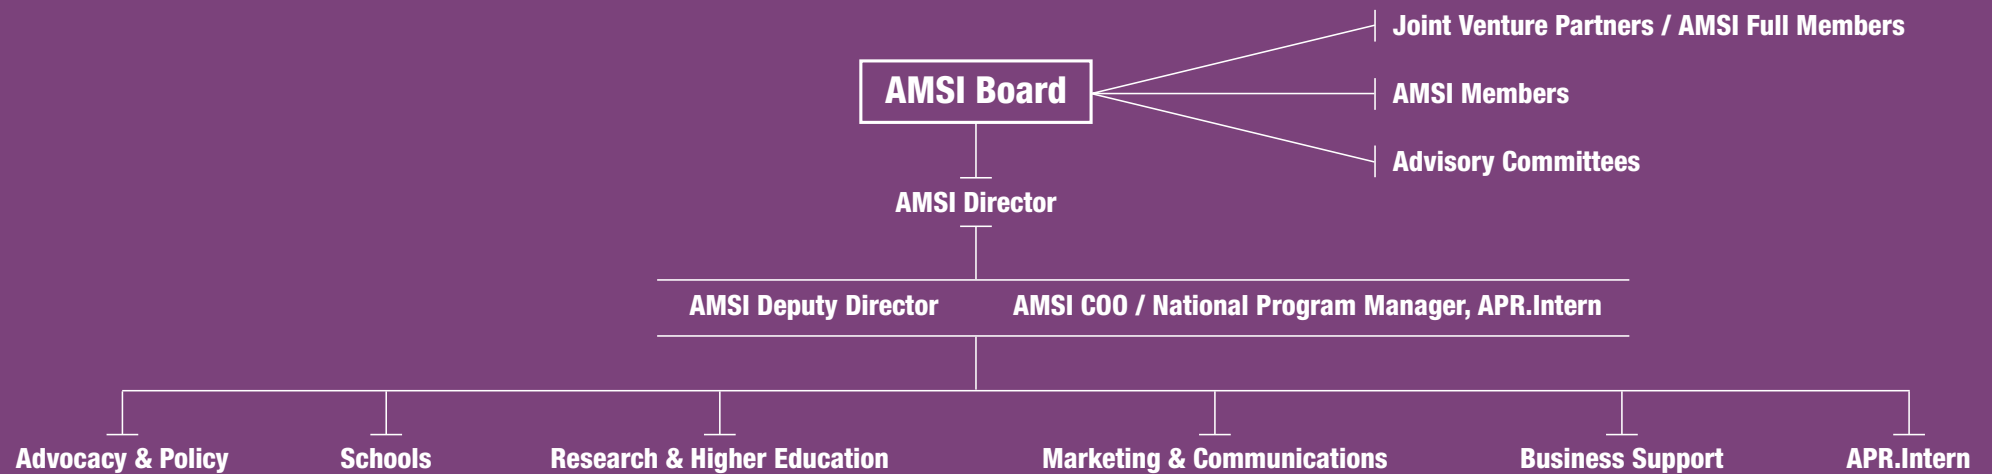 Joint Venture Partners / AMSI Full Members
AMSI Board
AMSI Members
Advisory Committees
AMSI Director
AMSI Deputy Director
AMSI COO / National Program Manager, APR.Intern
Advocacy & Policy
Schools
Research & Higher Education
Marketing & Communications
Business Support
APR.Intern